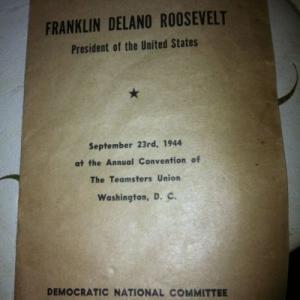 FRANKLIN DELANO ROOSEVELT
President of the United States
September 23rd, 1944
at the Annual Convention of
The Teamsters Union
Washington, D. C.
DEMOCRATIC NATIONAL COMMITTEE